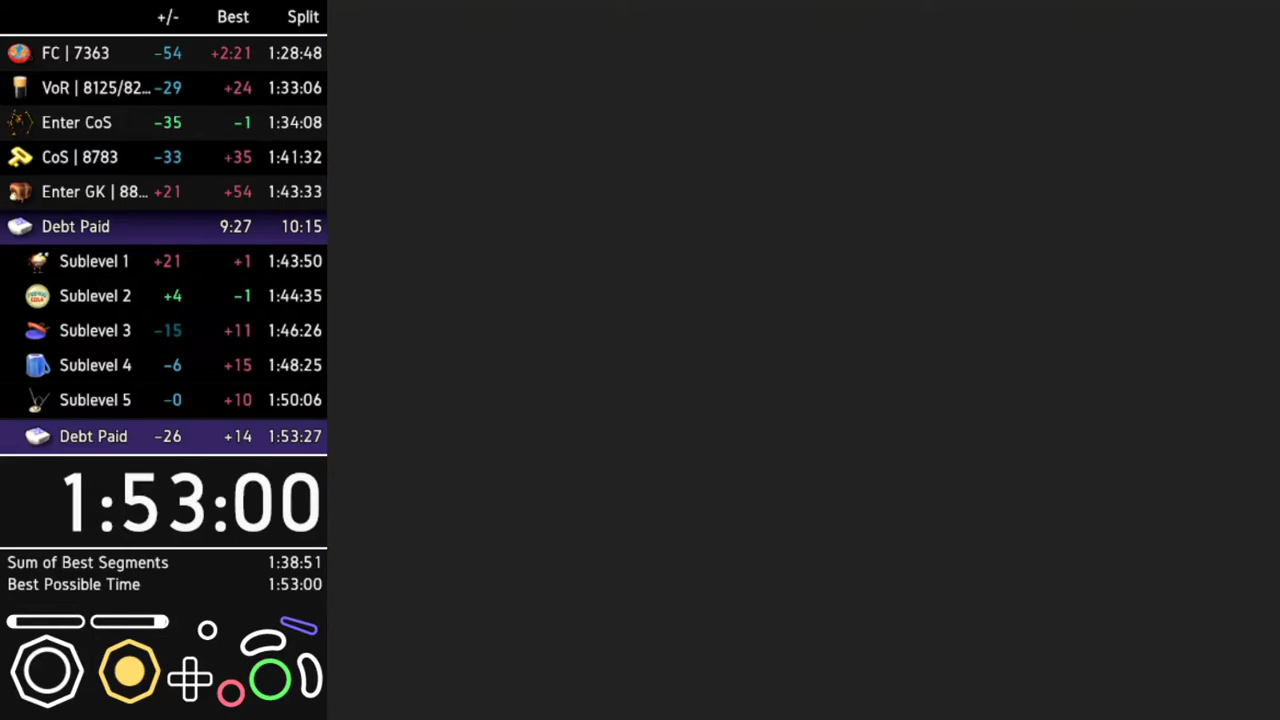 +/- Best Split
FC | 7363 -54 +2:21 1:28:48
VoR | 8125/82... -29 +24 1:33:06
Enter CoS -35 -1 1:34:08
CoS | 8783 -33 +35 1:41:32
Enter GK | 88... +21 +54 1:43:33
Debt Paid 9:27 10:15
Sublevel 1 +21 +1 1:43:50
Sublevel 2 +4 -1 1:44:35
Sublevel 3 -15 +11 1:46:26
Sublevel 4 -6 +15 1:48:25
Sublevel 5 -0 +10 1:50:06
Debt Paid -26 +14 1:53:27
1:53:00
Sum of Best Segments 1:38:51
Best Possible Time 1:53:00